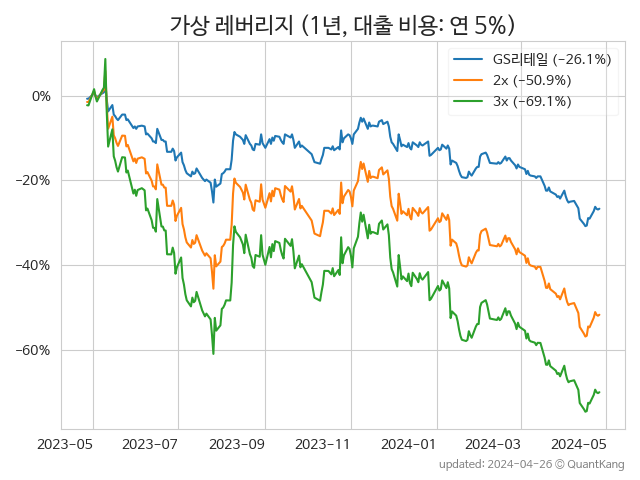 가상 레버리지 (1년, 대출 비용: 연 5%)
GS리테일 (−26.1%)
2x (−50.9%)
3x (−69.1%)
0%
−20%
−40%
−60%
2023-05 2023-07 2023-09 2023-11 2024-01 2024-03 2024-05
updated: 2024-04-26 © QuantKang